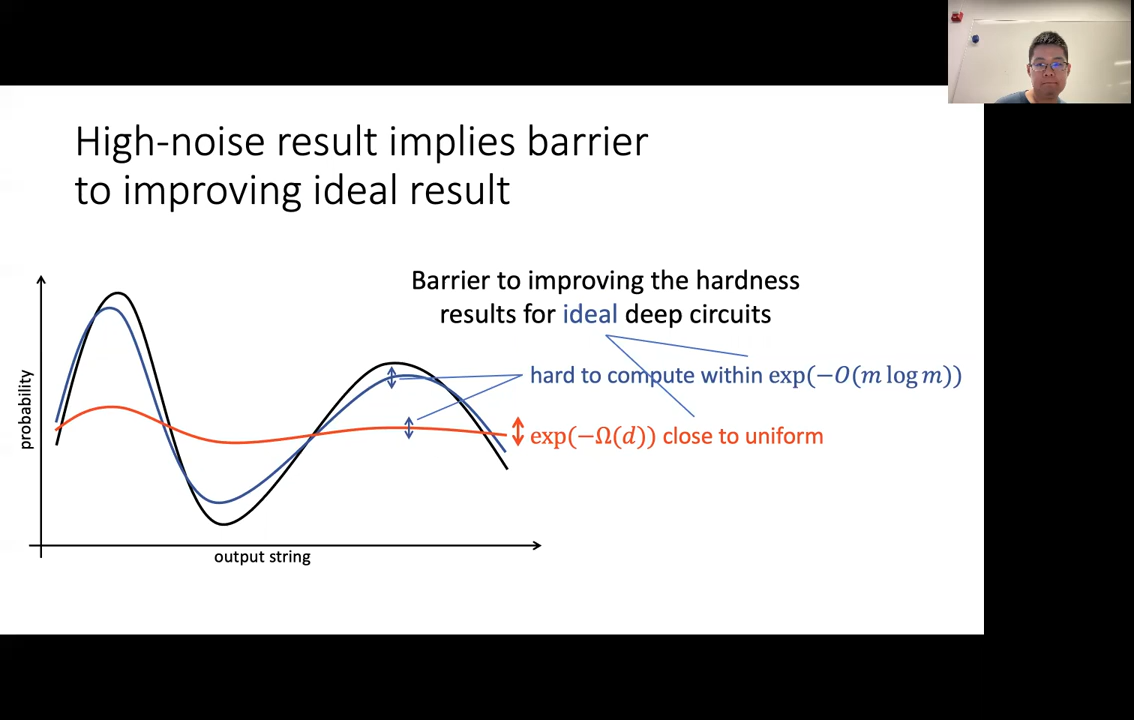 High-noise result implies barrier
to improving ideal result
Barrier to improving the hardness
results for ideal deep circuits
hard to compute within exp(−O(m log m))
exp(−Ω(d)) close to uniform
probability
output string